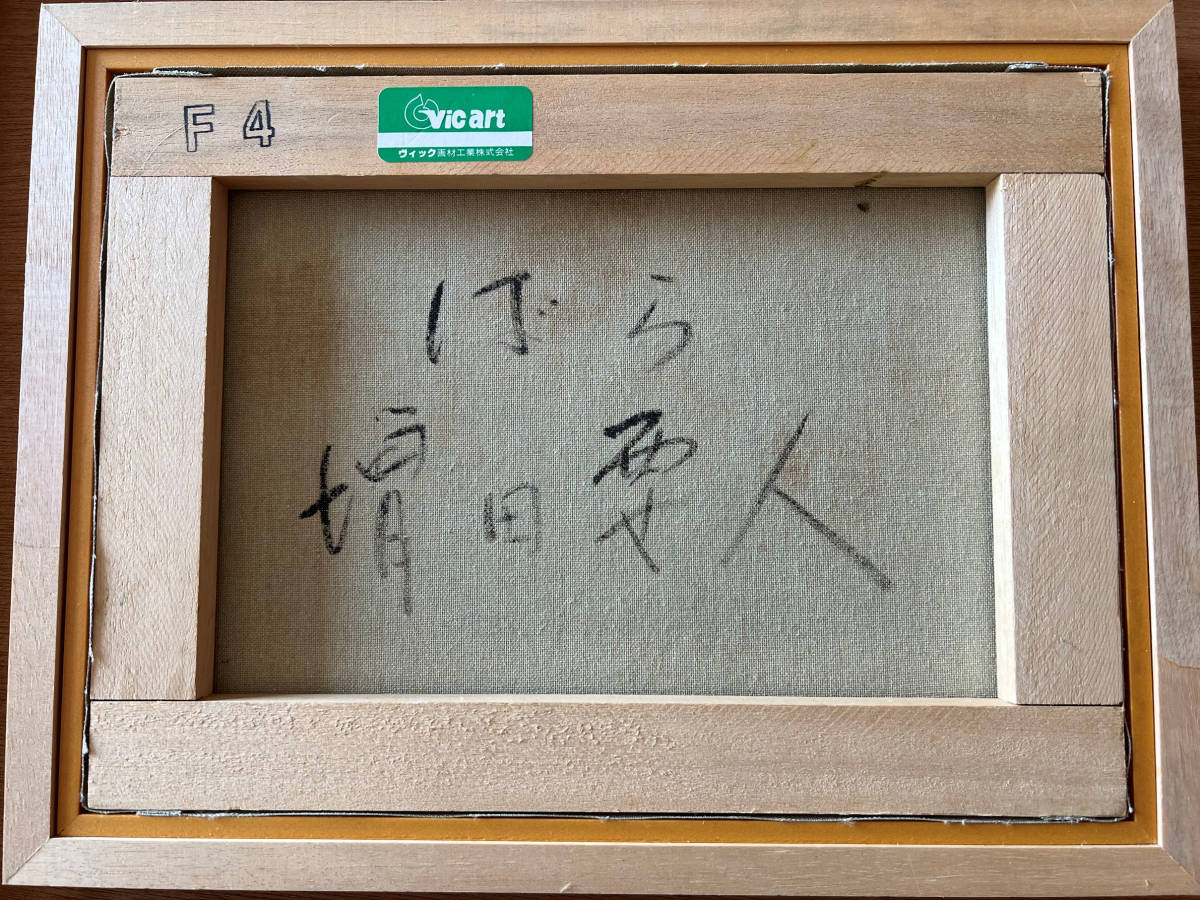 F4
Vic art
ヴィック画材工業株式会社
ばら
増田要人